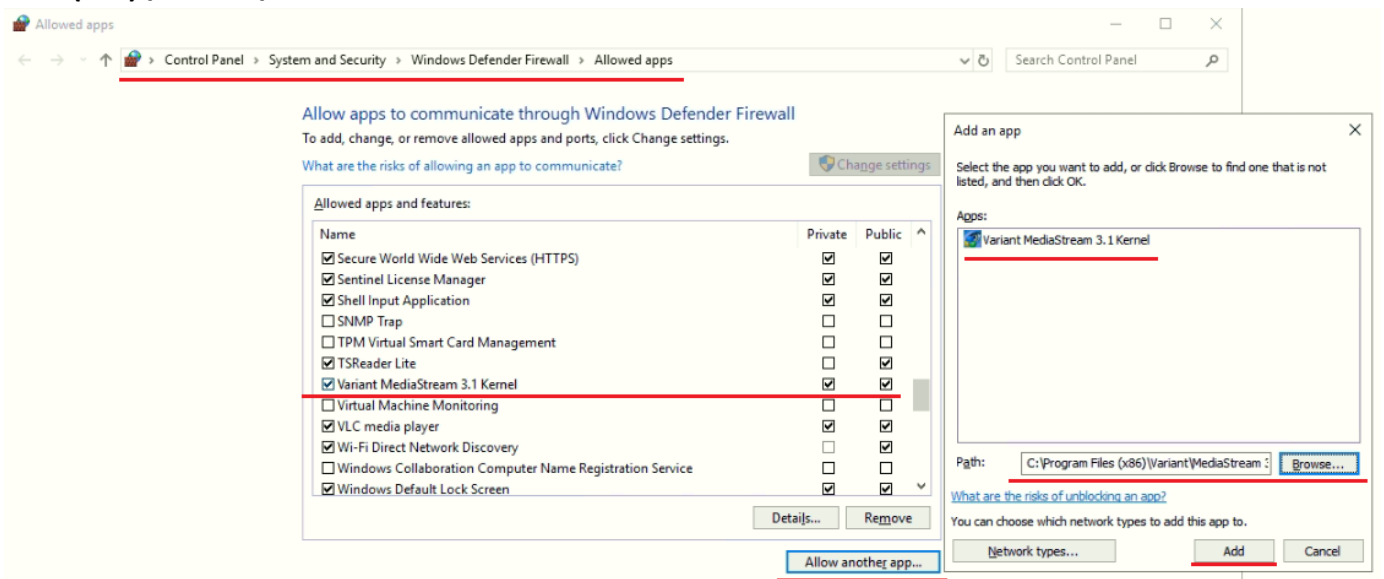 Allowed apps
Control Panel › System and Security › Windows Defender Firewall › Allowed apps
Search Control Panel
Allow apps to communicate through Windows Defender Firewall
To add, change, or remove allowed apps and ports, click Change settings.
What are the risks of allowing an app to communicate?
Change settings
Allowed apps and features:
Name Private Public
Secure World Wide Web Services (HTTPS)
Sentinel License Manager
Shell Input Application
SNMP Trap
TPM Virtual Smart Card Management
TSReader Lite
Variant MediaStream 3.1 Kernel
Virtual Machine Monitoring
VLC media player
Wi-Fi Direct Network Discovery
Windows Collaboration Computer Name Registration Service
Windows Default Lock Screen
Details... Remove
Allow another app...
Add an app
Select the app you want to add, or click Browse to find one that is not
listed, and then click OK.
Apps:
Variant MediaStream 3.1 Kernel
Path: C:\Program Files (x86)\Variant\MediaStream Browse...
What are the risks of unblocking an app?
You can choose which network types to add this app to.
Network types... Add Cancel